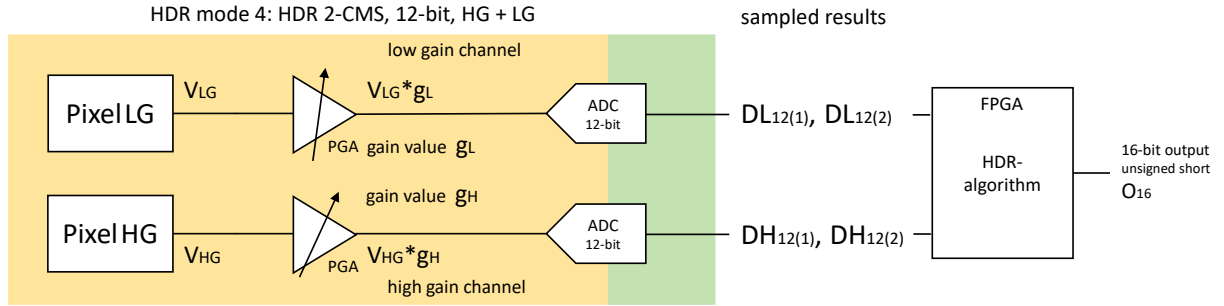 HDR mode 4: HDR 2-CMS, 12-bit, HG + LG
sampled results
low gain channel
Pixel LG
VLG
VLG*gL
PGA
gain value gL
ADC
12-bit
DL12(1), DL12(2)
FPGA
HDR-
algorithm
16-bit output
unsigned short
O16
gain value gH
Pixel HG
VHG
PGA
VHG*gH
high gain channel
ADC
12-bit
DH12(1), DH12(2)